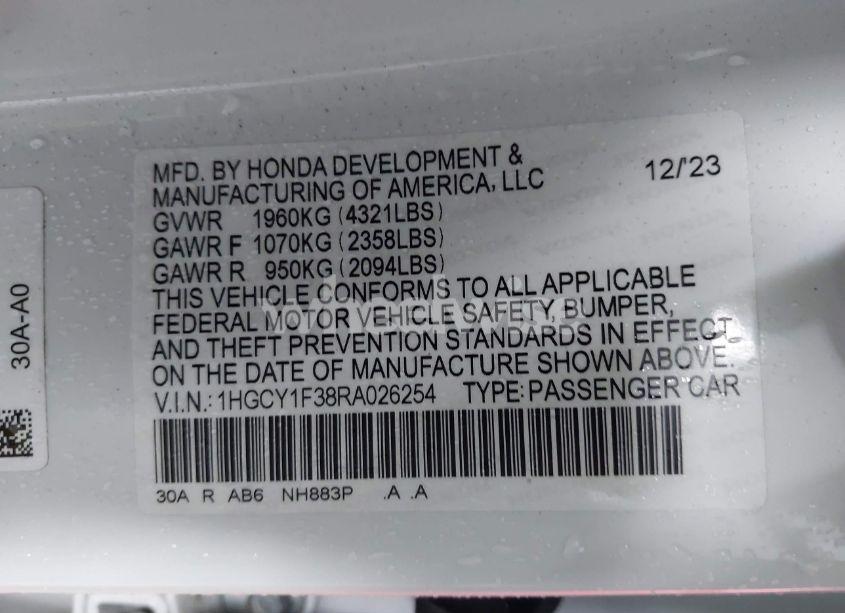 MFD. BY HONDA DEVELOPMENT &
MANUFACTURING OF AMERICA, LLC
12/'23
GVWR 1960KG (4321LBS)
GAWR F 1070KG (2358LBS)
GAWR R 950KG (2094LBS)
THIS VEHICLE CONFORMS TO ALL APPLICABLE
FEDERAL MOTOR VEHICLE SAFETY, BUMPER,
AND THEFT PREVENTION STANDARDS IN EFFECT
ON THE DATE OF MANUFACTURE SHOWN ABOVE.
V.I.N.: 1HGCY1F38RA026254 TYPE: PASSENGER CAR
30A R AB6 NH883P .A .A
30A-A0